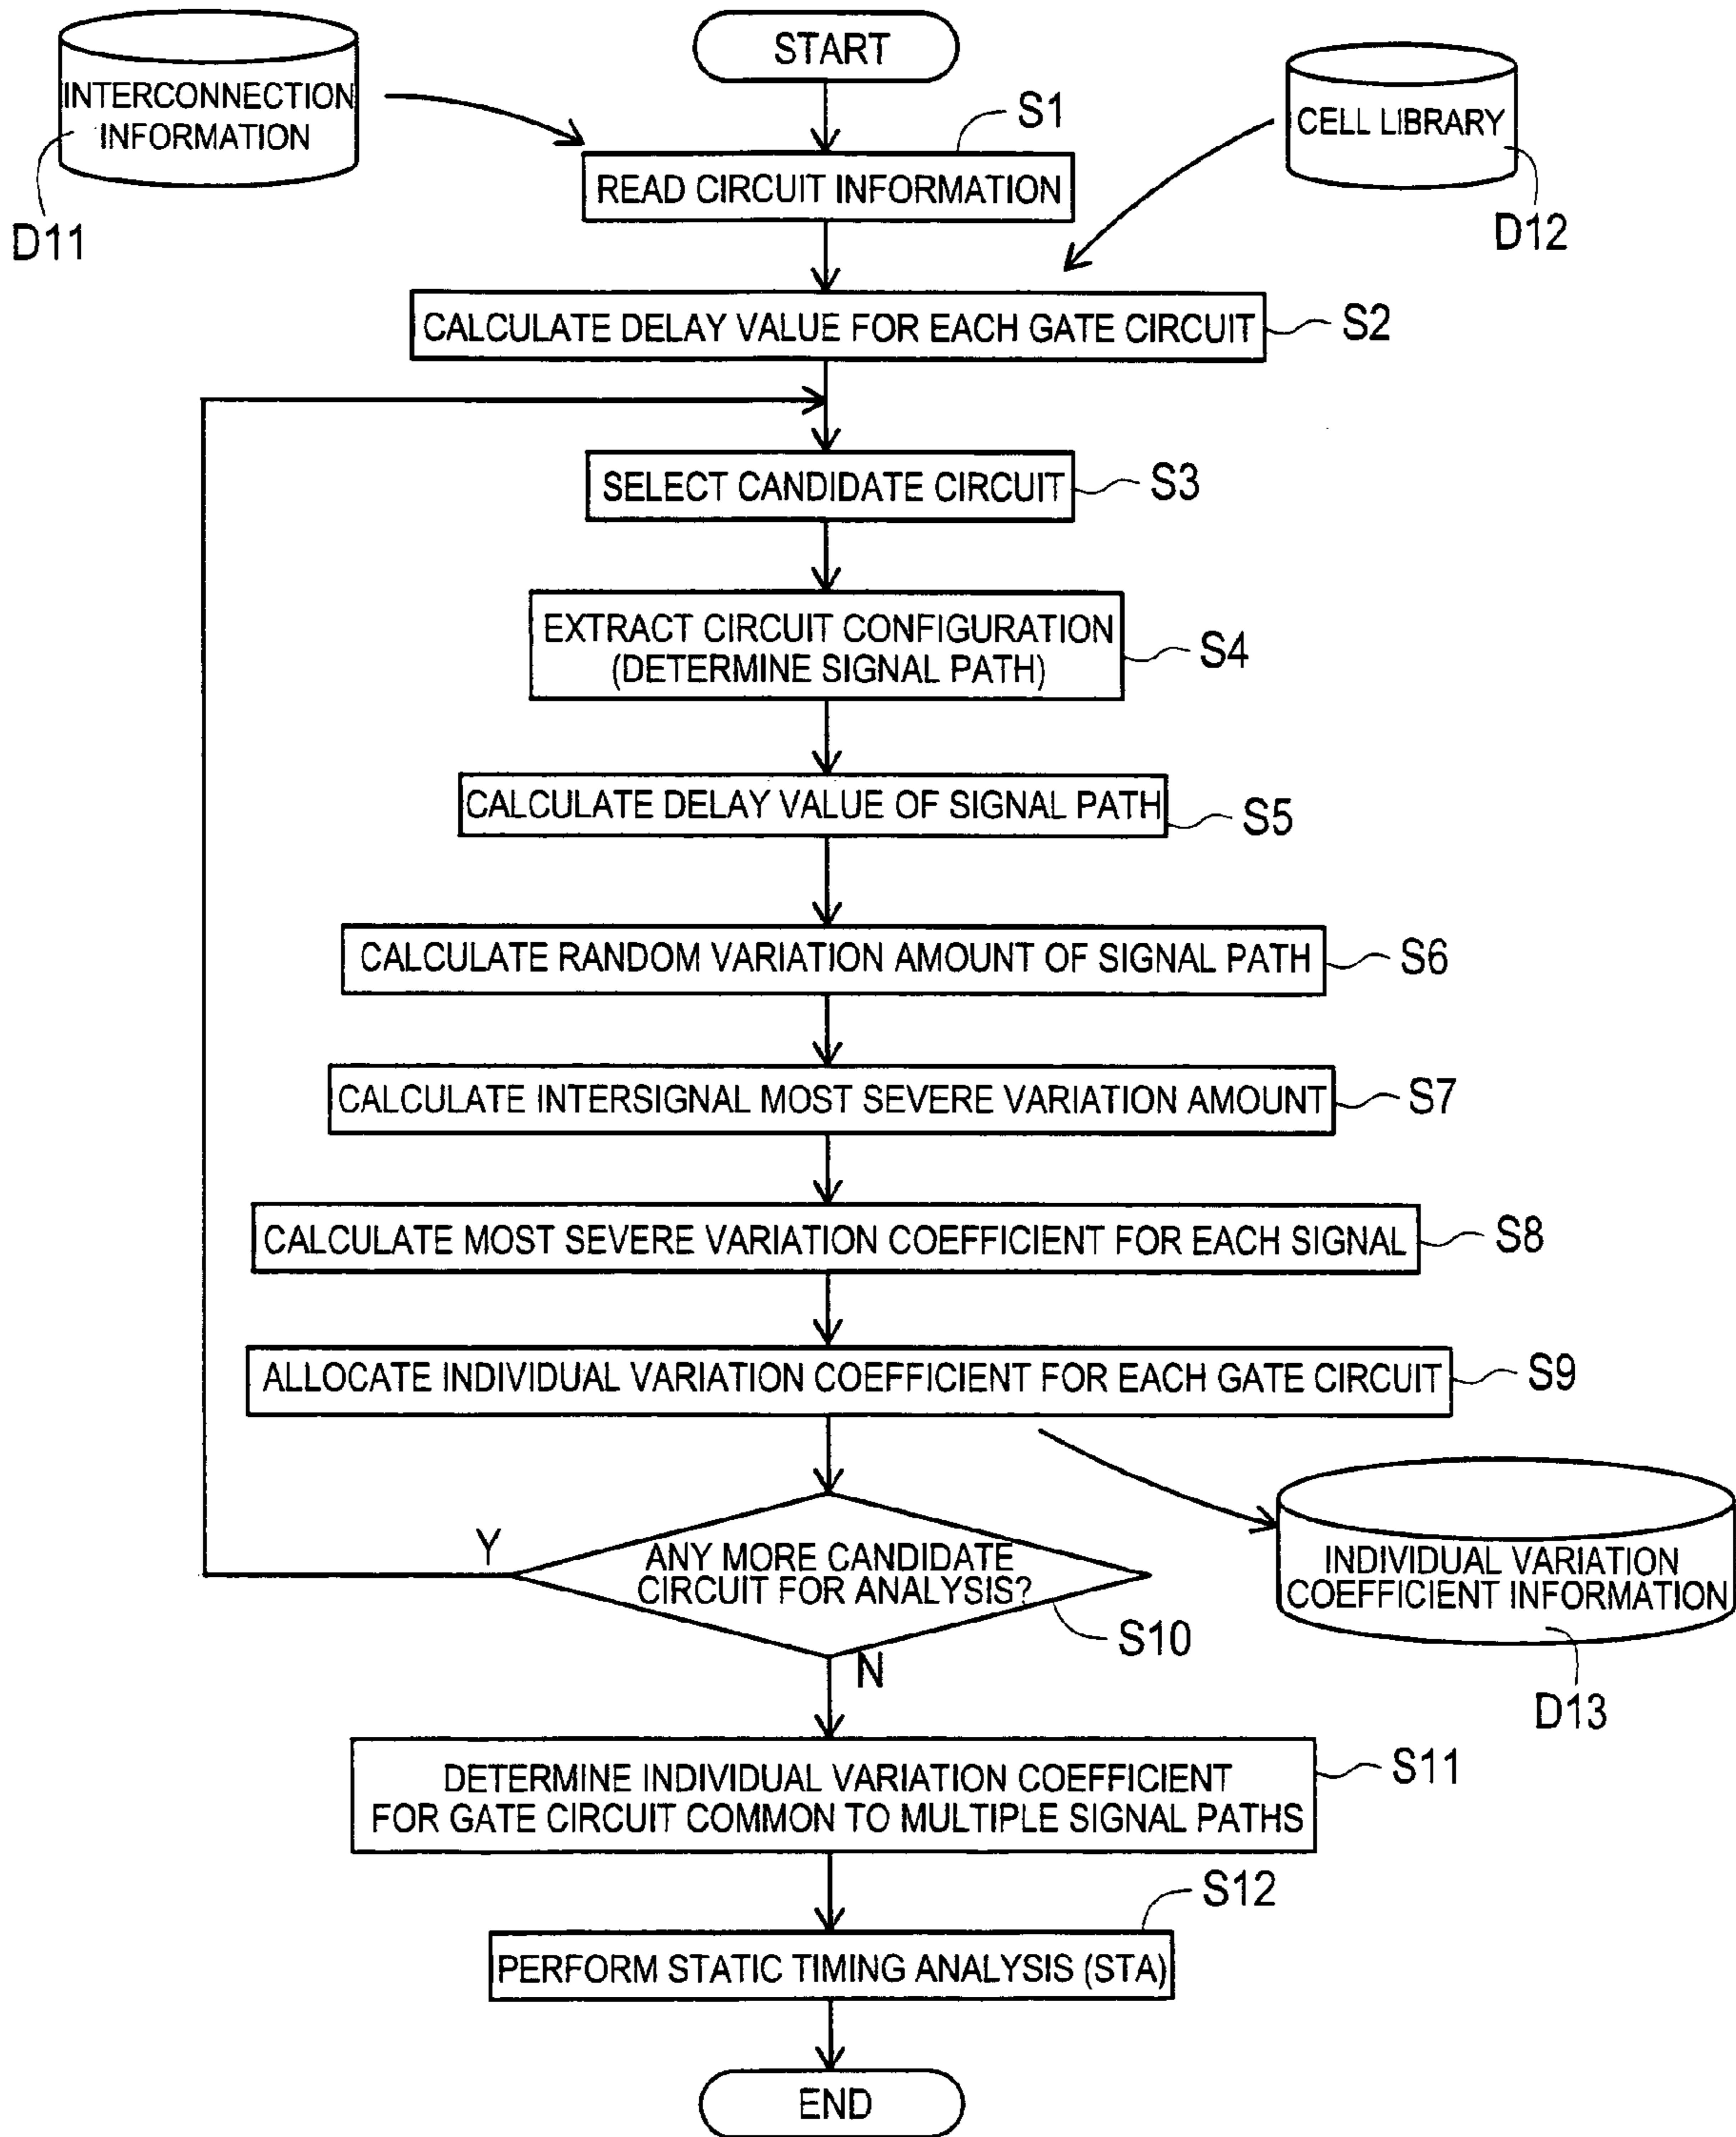 START
INTERCONNECTION
INFORMATION
D11
CELL LIBRARY
D12
S1
READ CIRCUIT INFORMATION
CALCULATE DELAY VALUE FOR EACH GATE CIRCUIT
S2
SELECT CANDIDATE CIRCUIT
S3
EXTRACT CIRCUIT CONFIGURATION
(DETERMINE SIGNAL PATH)
S4
CALCULATE DELAY VALUE OF SIGNAL PATH
S5
CALCULATE RANDOM VARIATION AMOUNT OF SIGNAL PATH
S6
CALCULATE INTERSIGNAL MOST SEVERE VARIATION AMOUNT
S7
CALCULATE MOST SEVERE VARIATION COEFFICIENT FOR EACH SIGNAL
S8
ALLOCATE INDIVIDUAL VARIATION COEFFICIENT FOR EACH GATE CIRCUIT
S9
Y
ANY MORE CANDIDATE
CIRCUIT FOR ANALYSIS?
S10
N
INDIVIDUAL VARIATION
COEFFICIENT INFORMATION
D13
DETERMINE INDIVIDUAL VARIATION COEFFICIENT
FOR GATE CIRCUIT COMMON TO MULTIPLE SIGNAL PATHS
S11
S12
PERFORM STATIC TIMING ANALYSIS (STA)
END